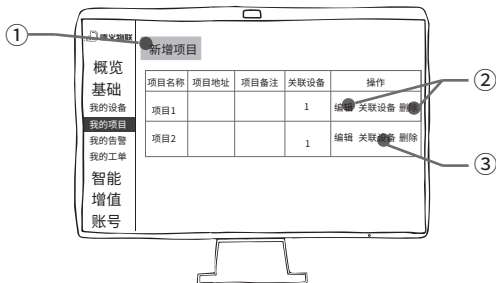 ①
新增项目
概览
基础
我的设备
我的项目
我的告警
我的工单
智能
增值
账号
项目名称 项目地址 项目备注 关联设备 操作
项目1 1 编辑 关联设备 删除
项目2 1 编辑 关联设备 删除
②
③